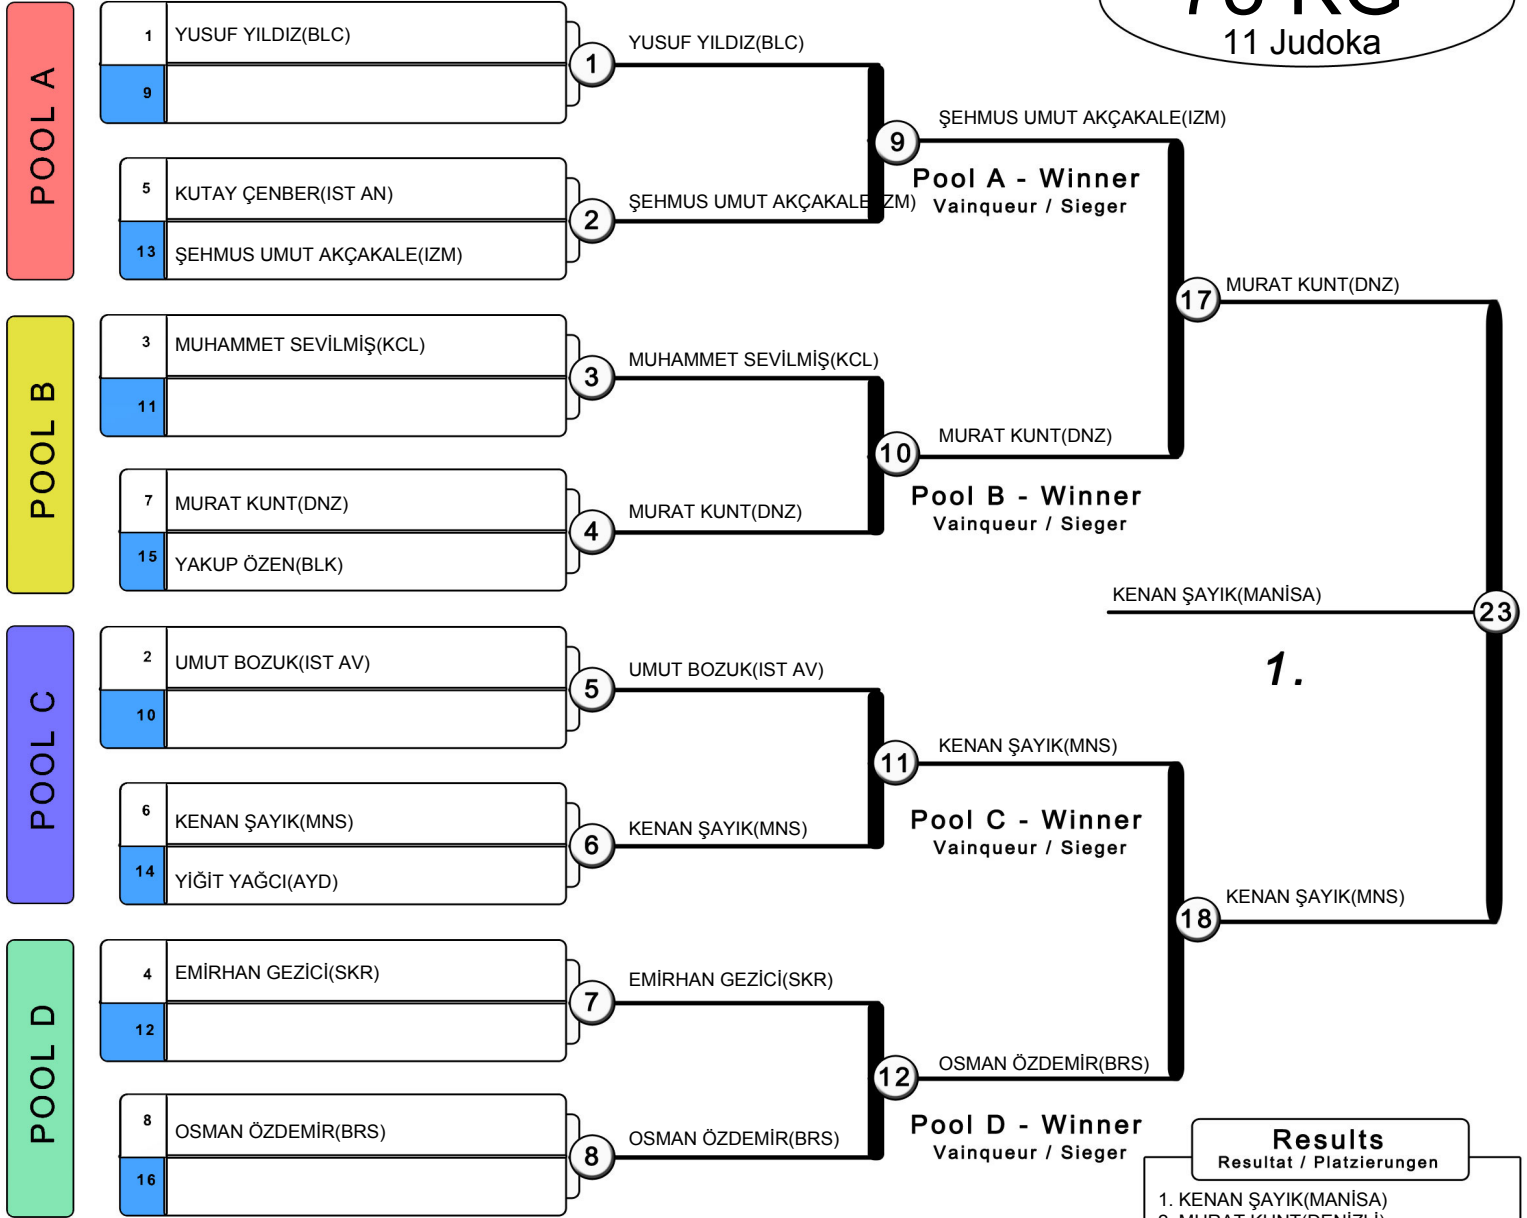 POOL A
1 YUSUF YILDIZ(BLC)
9
1
YUSUF YILDIZ(BLC)
5 KUTAY ÇENBER(IST AN)
13 ŞEHMUS UMUT AKÇAKALE(IZM)
2
ŞEHMUS UMUT AKÇAKALE ZM)
9
ŞEHMUS UMUT AKÇAKALE(IZM)
Pool A - Winner
Vainqueur / Sieger
KG
11 Judoka
POOL B
3 MUHAMMET SEVİLMİŞ(KCL)
11
3
MUHAMMET SEVİLMİŞ(KCL)
7 MURAT KUNT(DNZ)
15 YAKUP ÖZEN(BLK)
4
MURAT KUNT(DNZ)
10
MURAT KUNT(DNZ)
Pool B - Winner
Vainqueur / Sieger
17
MURAT KUNT(DNZ)
POOL C
2 UMUT BOZUK(IST AV)
10
5
UMUT BOZUK(IST AV)
6 KENAN ŞAYIK(MNS)
14 YİĞİT YAĞCI(AYD)
6
KENAN ŞAYIK(MNS)
11
KENAN ŞAYIK(MNS)
Pool C - Winner
Vainqueur / Sieger
KENAN ŞAYIK(MANİSA)
23
1.
POOL D
4 EMİRHAN GEZİCİ(SKR)
12
7
EMİRHAN GEZİCİ(SKR)
8 OSMAN ÖZDEMİR(BRS)
16
8
OSMAN ÖZDEMİR(BRS)
12
OSMAN ÖZDEMİR(BRS)
Pool D - Winner
Vainqueur / Sieger
18
KENAN ŞAYIK(MNS)
Results
Resultat / Platzierungen
1. KENAN ŞAYIK(MANİSA)
2. MURAT KUNT(DENİZLİ)